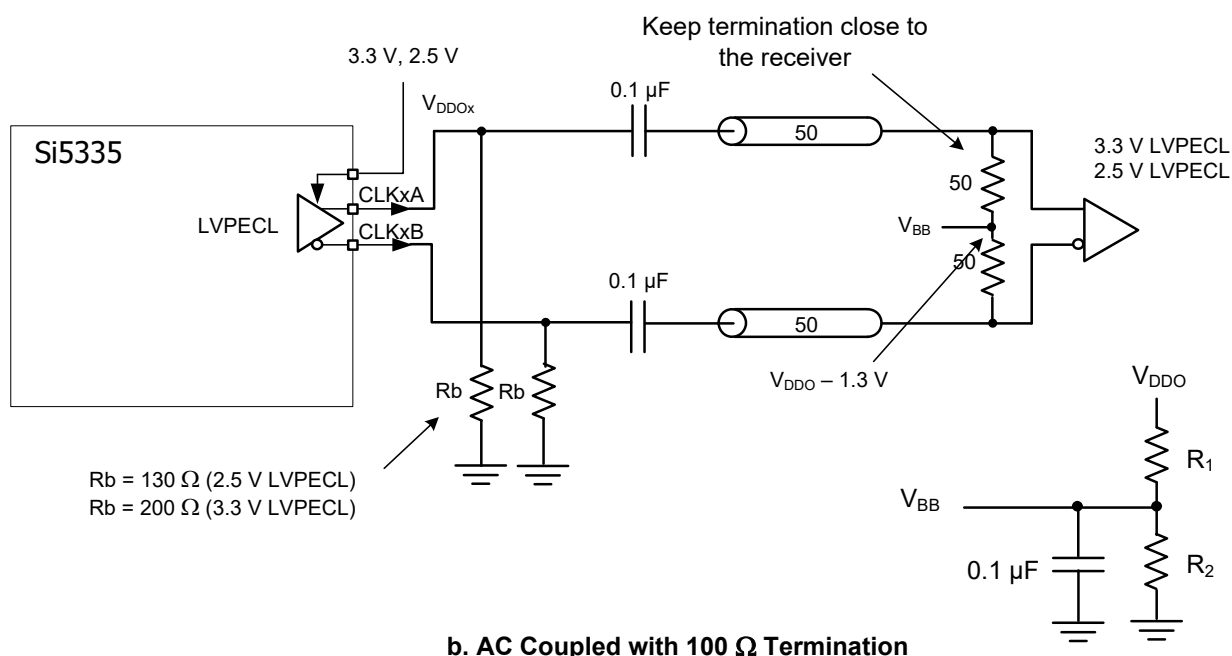 Keep termination close to
the receiver
3.3 V, 2.5 V
0.1 µF
VDDOx
50
Si5335
3.3 V LVPECL
2.5 V LVPECL
50
CLKxA
LVPECL
VBB
CLKxB
50
0.1 µF
50
VDDO – 1.3 V
Rb
Rb
VDDO
R1
Rb = 130 Ω (2.5 V LVPECL)
Rb = 200 Ω (3.3 V LVPECL)
VBB
0.1 µF
R2
b. AC Coupled with 100 Ω Termination